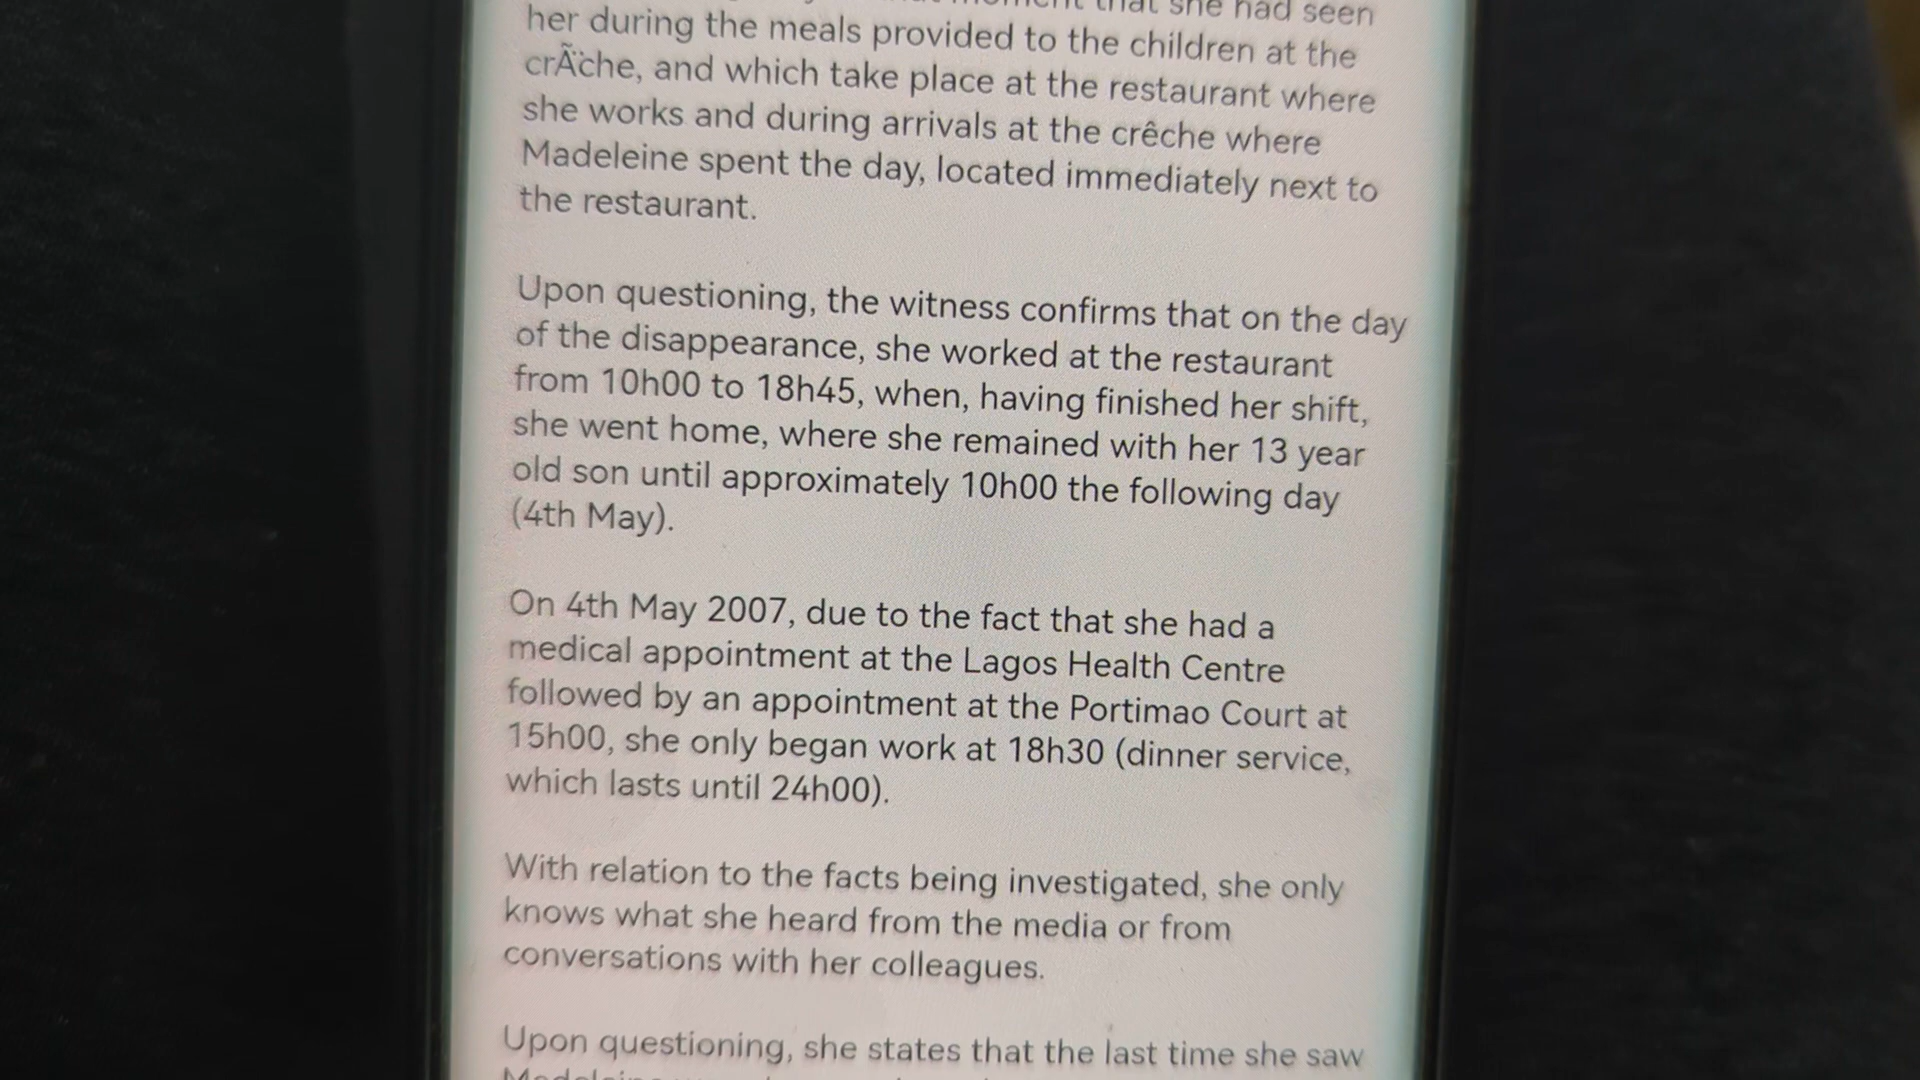 that she had seen
her during the meals provided to the children at the
crÃ¨che, and which take place at the restaurant where
she works and during arrivals at the crêche where
Madeleine spent the day, located immediately next to
the restaurant.
Upon questioning, the witness confirms that on the day
of the disappearance, she worked at the restaurant
from 10h00 to 18h45, when, having finished her shift,
she went home, where she remained with her 13 year
old son until approximately 10h00 the following day
(4th May).
On 4th May 2007, due to the fact that she had a
medical appointment at the Lagos Health Centre
followed by an appointment at the Portimao Court at
15h00, she only began work at 18h30 (dinner service,
which lasts until 24h00).
With relation to the facts being investigated, she only
knows what she heard from the media or from
conversations with her colleagues.
Upon questioning, she states that the last time she saw